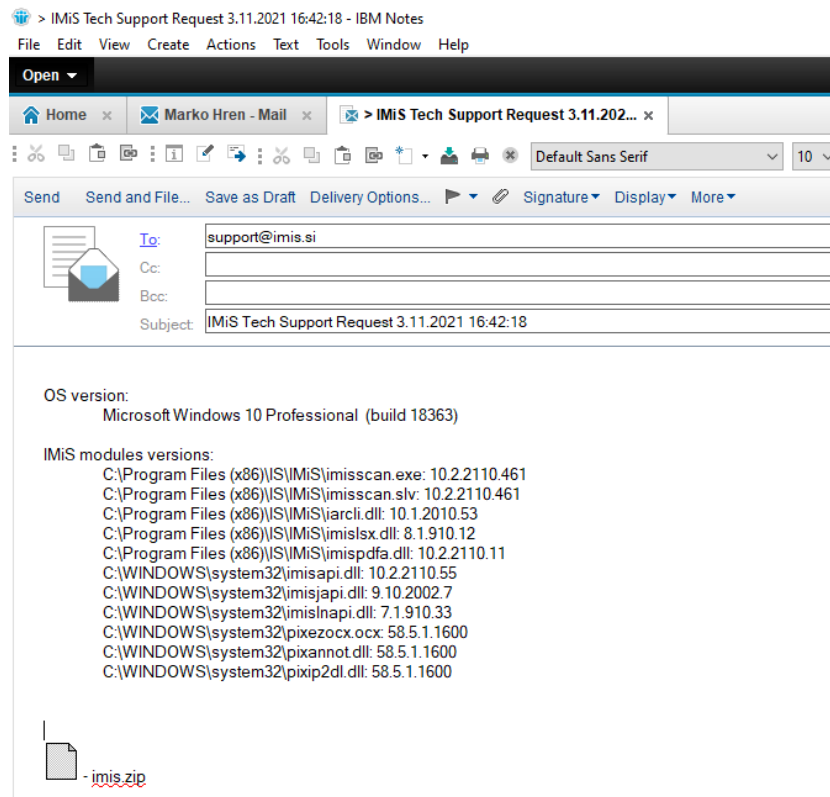 > IMiS Tech Support Request 3.11.2021 16:42:18 - IBM Notes
File Edit View Create Actions Text Tools Window Help
Open
Home × Marko Hren - Mail × > IMiS Tech Support Request 3.11.202... ×
Default Sans Serif 10
Send Send and File... Save as Draft Delivery Options... Signature Display More
To: support@imis.si
Cc:
Bcc:
Subject: IMiS Tech Support Request 3.11.2021 16:42:18
OS version:
Microsoft Windows 10 Professional (build 18363)
IMiS modules versions:
C:\Program Files (x86)\IS\IMiS\imisscan.exe: 10.2.2110.461
C:\Program Files (x86)\IS\IMiS\imisscan.slv: 10.2.2110.461
C:\Program Files (x86)\IS\IMiS\iarcli.dll: 10.1.2010.53
C:\Program Files (x86)\IS\IMiS\imislsx.dll: 8.1.910.12
C:\Program Files (x86)\IS\IMiS\imispdfa.dll: 10.2.2110.11
C:\WINDOWS\system32\imisapi.dll: 10.2.2110.55
C:\WINDOWS\system32\imisjapi.dll: 9.10.2002.7
C:\WINDOWS\system32\imislnapi.dll: 7.1.910.33
C:\WINDOWS\system32\pixezocx.ocx: 58.5.1.1600
C:\WINDOWS\system32\pixannot.dll: 58.5.1.1600
C:\WINDOWS\system32\pixip2dl.dll: 58.5.1.1600
- imis.zip